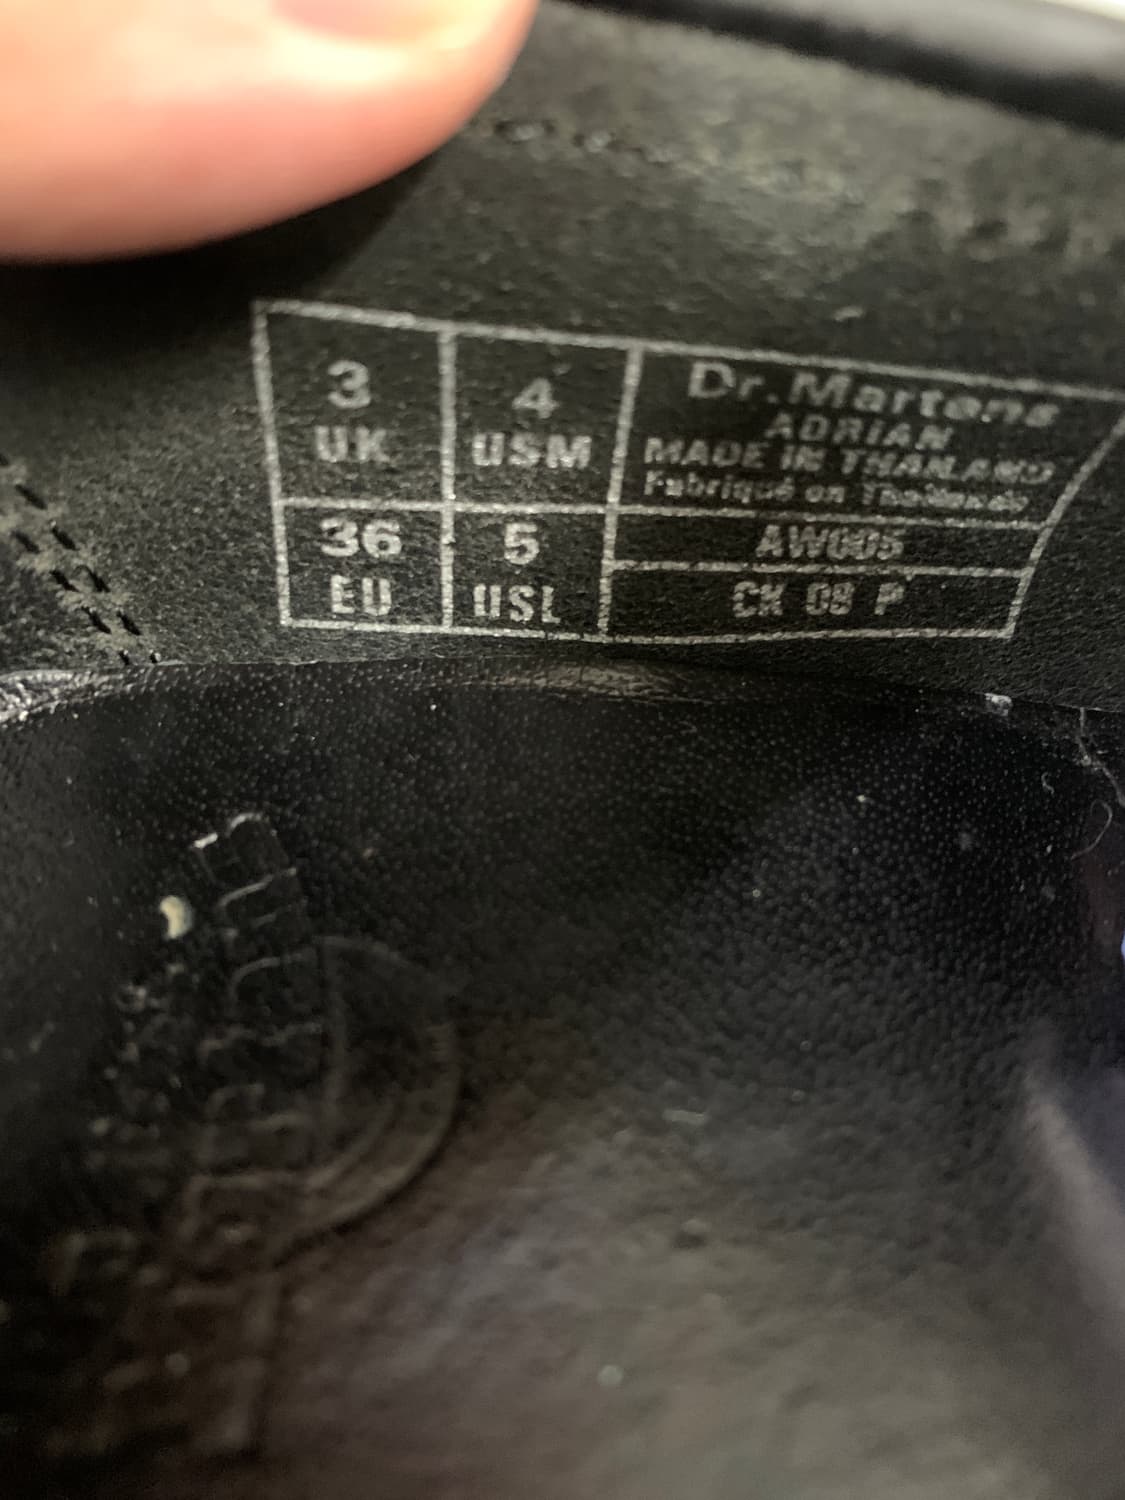 3
UK
4
USM
Dr. Martens
ADRIAN
MADE IN THAILAND
Fabriqué en Thaïlande
36
EU
5
USL
AW005
CK 08 P